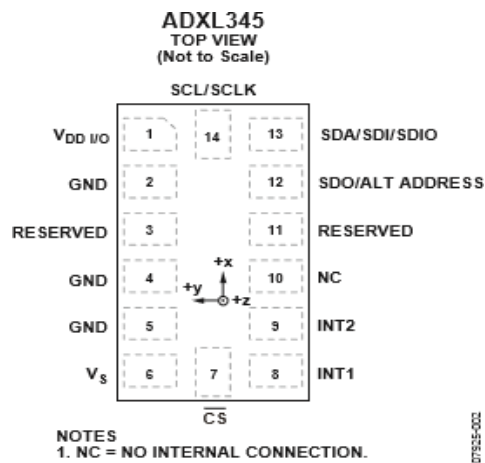 ADXL345
TOP VIEW
(Not to Scale)
SCL/SCLK
VDD I/O 1 14 13 SDA/SDI/SDIO
GND 2 12 SDO/ALT ADDRESS
RESERVED 3 11 RESERVED
+x
GND 4 10 NC
+y +z
GND 5 9 INT2
VS 6 7 8 INT1
CS
NOTES
1. NC = NO INTERNAL CONNECTION.
07925-002